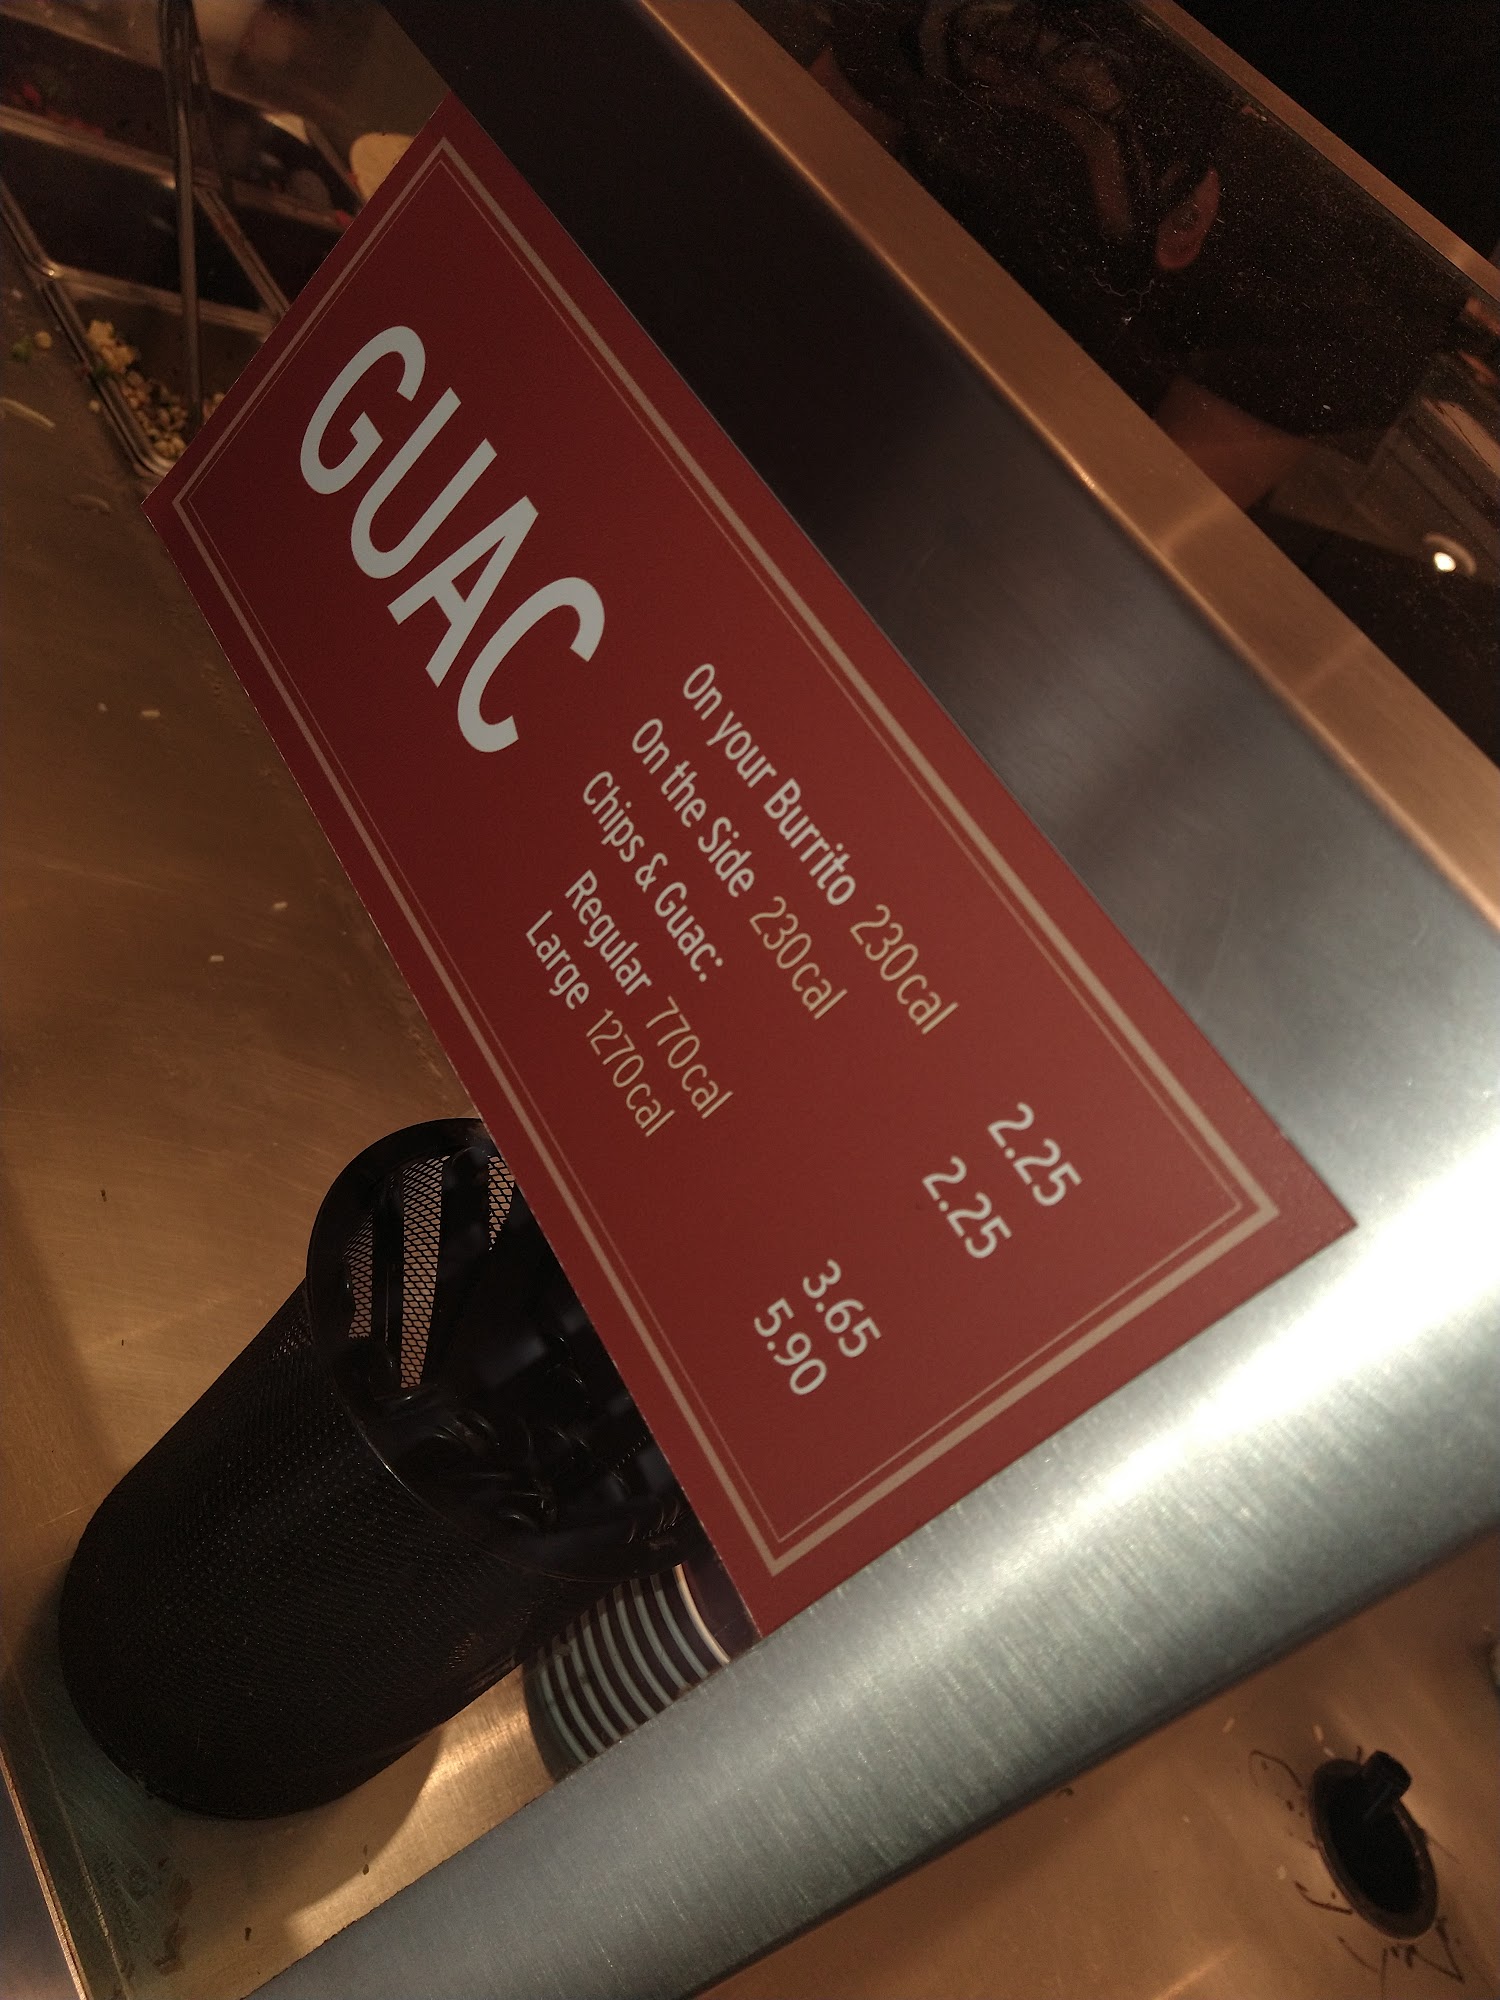 GUAC
On your Burrito 230cal 2.25
On the Side 230cal 2.25
Chips & Guac:
Regular 770cal 3.65
Large 1270cal 5.90